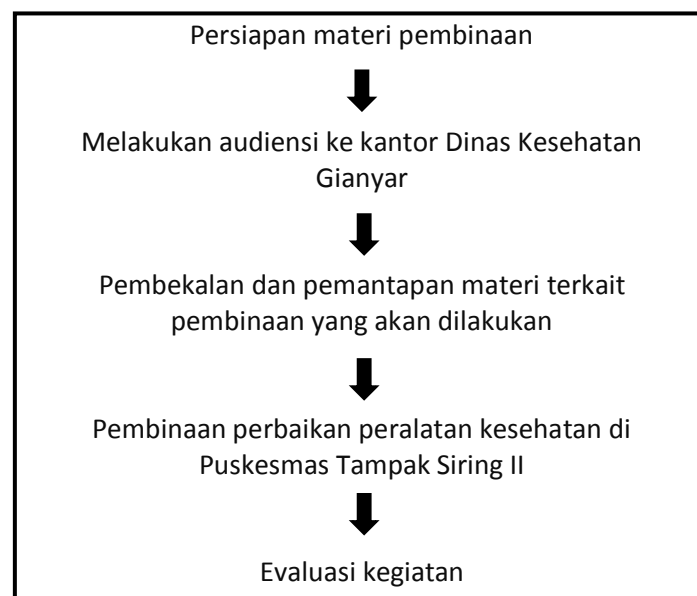 Persiapan materi pembinaan
Melakukan audiensi ke kantor Dinas Kesehatan
Gianyar
Pembekalan dan pemantapan materi terkait
pembinaan yang akan dilakukan
Pembinaan perbaikan peralatan kesehatan di
Puskesmas Tampak Siring II
Evaluasi kegiatan